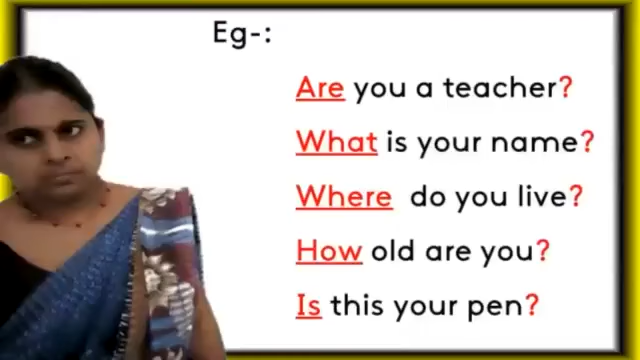 Eg-:
Are you a teacher?
What is your name?
Where do you live?
How old are you?
Is this your pen?